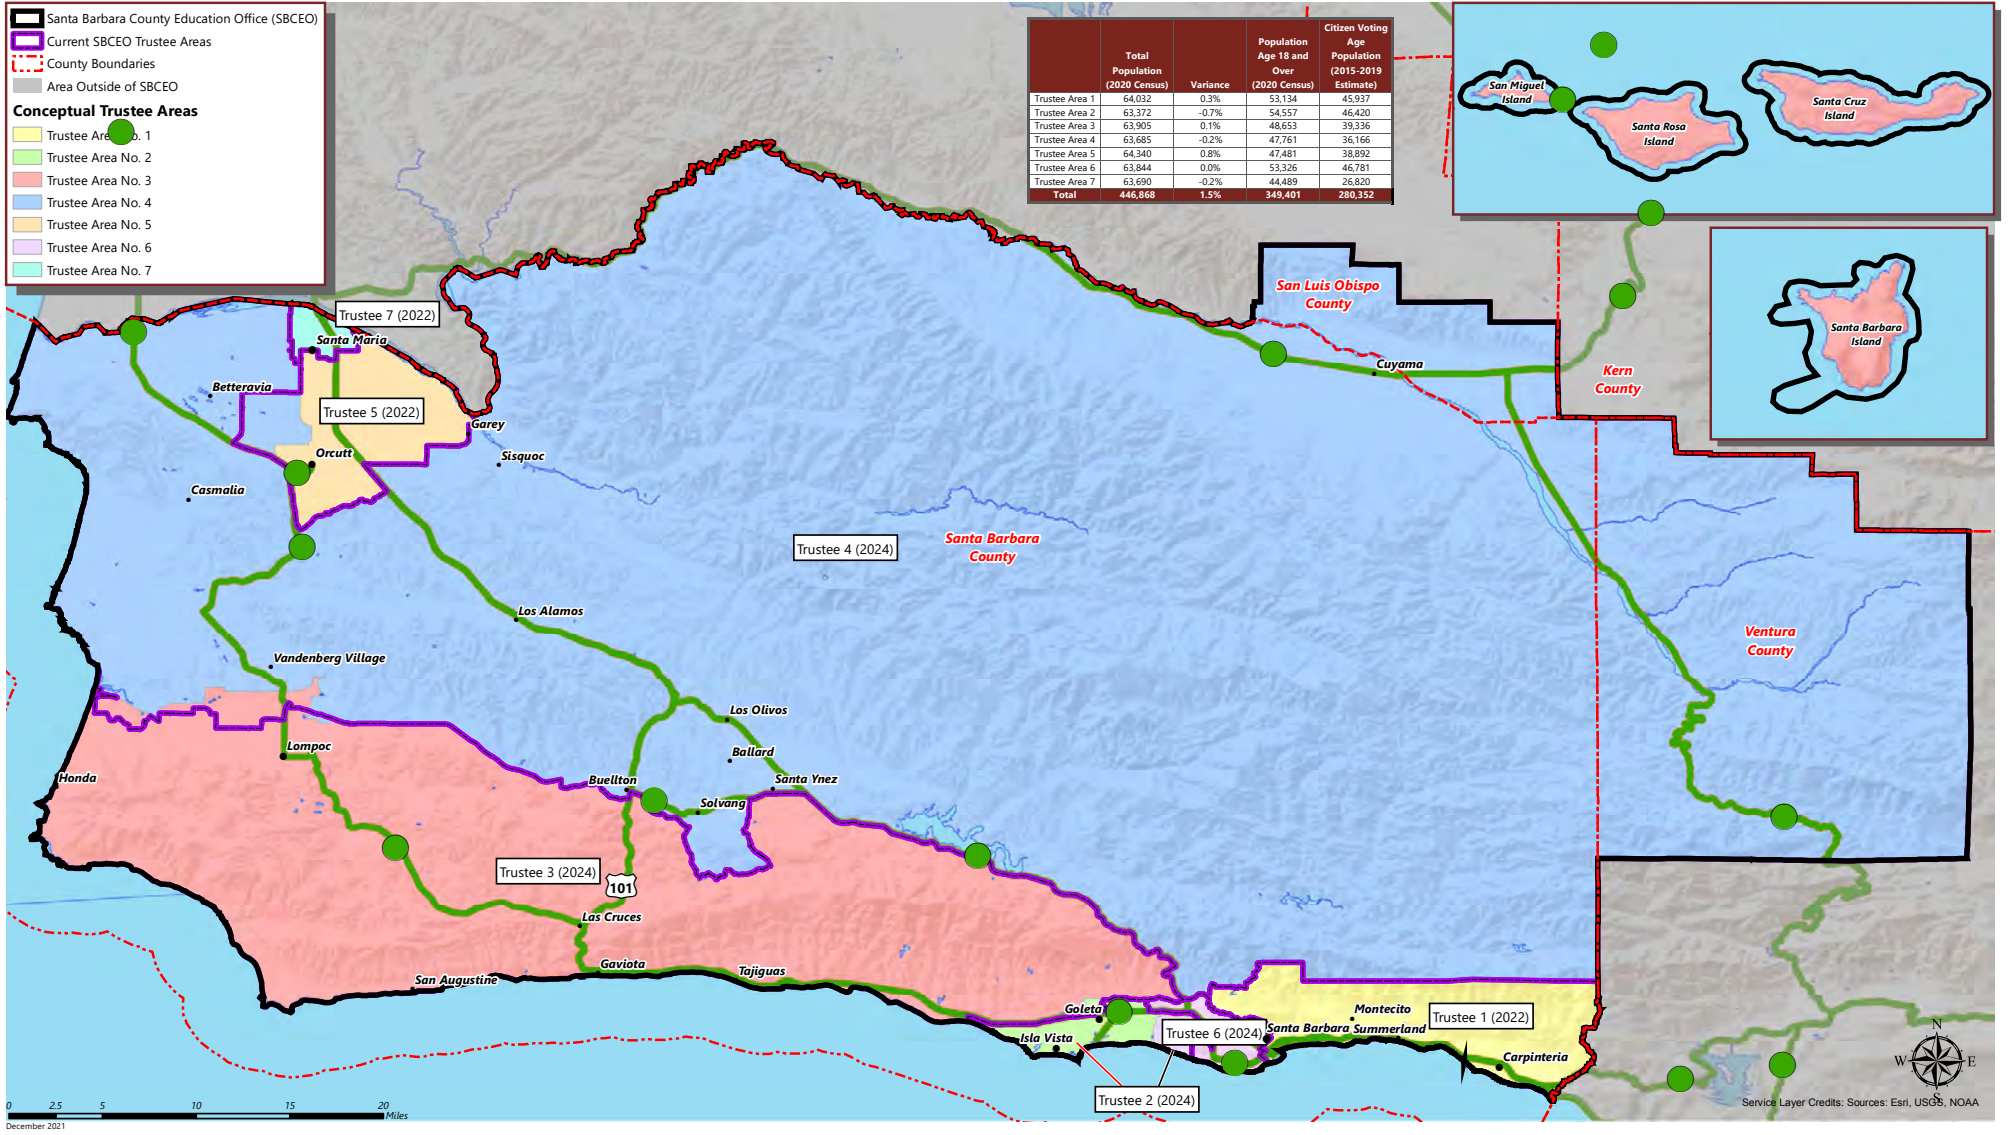 Santa Barbara County Education Office (SBCEO)
Current SBCEO Trustee Areas
County Boundaries
Area Outside of SBCEO
Conceptual Trustee Areas
Trustee Are o. 1
Trustee Area No. 2
Trustee Area No. 3
Trustee Area No. 4
Trustee Area No. 5
Trustee Area No. 6
Trustee Area No. 7
Total Population (2020 Census) Variance Population Age 18 and Over (2020 Census) Citizen Voting Age Population (2015-2019 Estimate)
Trustee Area 1 64,032 0.3% 53,134 45,937
Trustee Area 2 63,372 -0.7% 54,557 46,420
Trustee Area 3 63,905 0.1% 48,653 39,336
Trustee Area 4 63,685 -0.2% 47,761 36,166
Trustee Area 5 64,340 0.8% 47,481 38,892
Trustee Area 6 63,844 0.0% 53,326 46,781
Trustee Area 7 63,690 -0.2% 44,489 26,820
Total 446,868 1.5% 349,401 280,352
San Miguel
Island
Santa Rosa
Island
Santa Cruz
Island
Santa Barbara
Island
San Luis Obispo
County
Kern
County
Cuyama
Trustee 7 (2022)
Santa Maria
Betteravia
Trustee 5 (2022)
Garey
Orcutt
Sisquoc
Casmalia
Trustee 4 (2024)
Santa Barbara
County
Los Alamos
Ventura
County
Vandenberg Village
Los Olivos
Lompoc
Ballard
Honda
Buellton
Santa Ynez
Solvang
Trustee 3 (2024)
101
Las Cruces
Gaviota
Tajiguas
San Augustine
Goleta
Isla Vista
Trustee 6 (2024)
Santa Barbara
Montecito
Summerland
Trustee 1 (2022)
Carpinteria
Trustee 2 (2024)
N
W E
S
0 2.5 5 10 15 20
Miles
December 2021
Service Layer Credits: Sources: Esri, USGS, NOAA